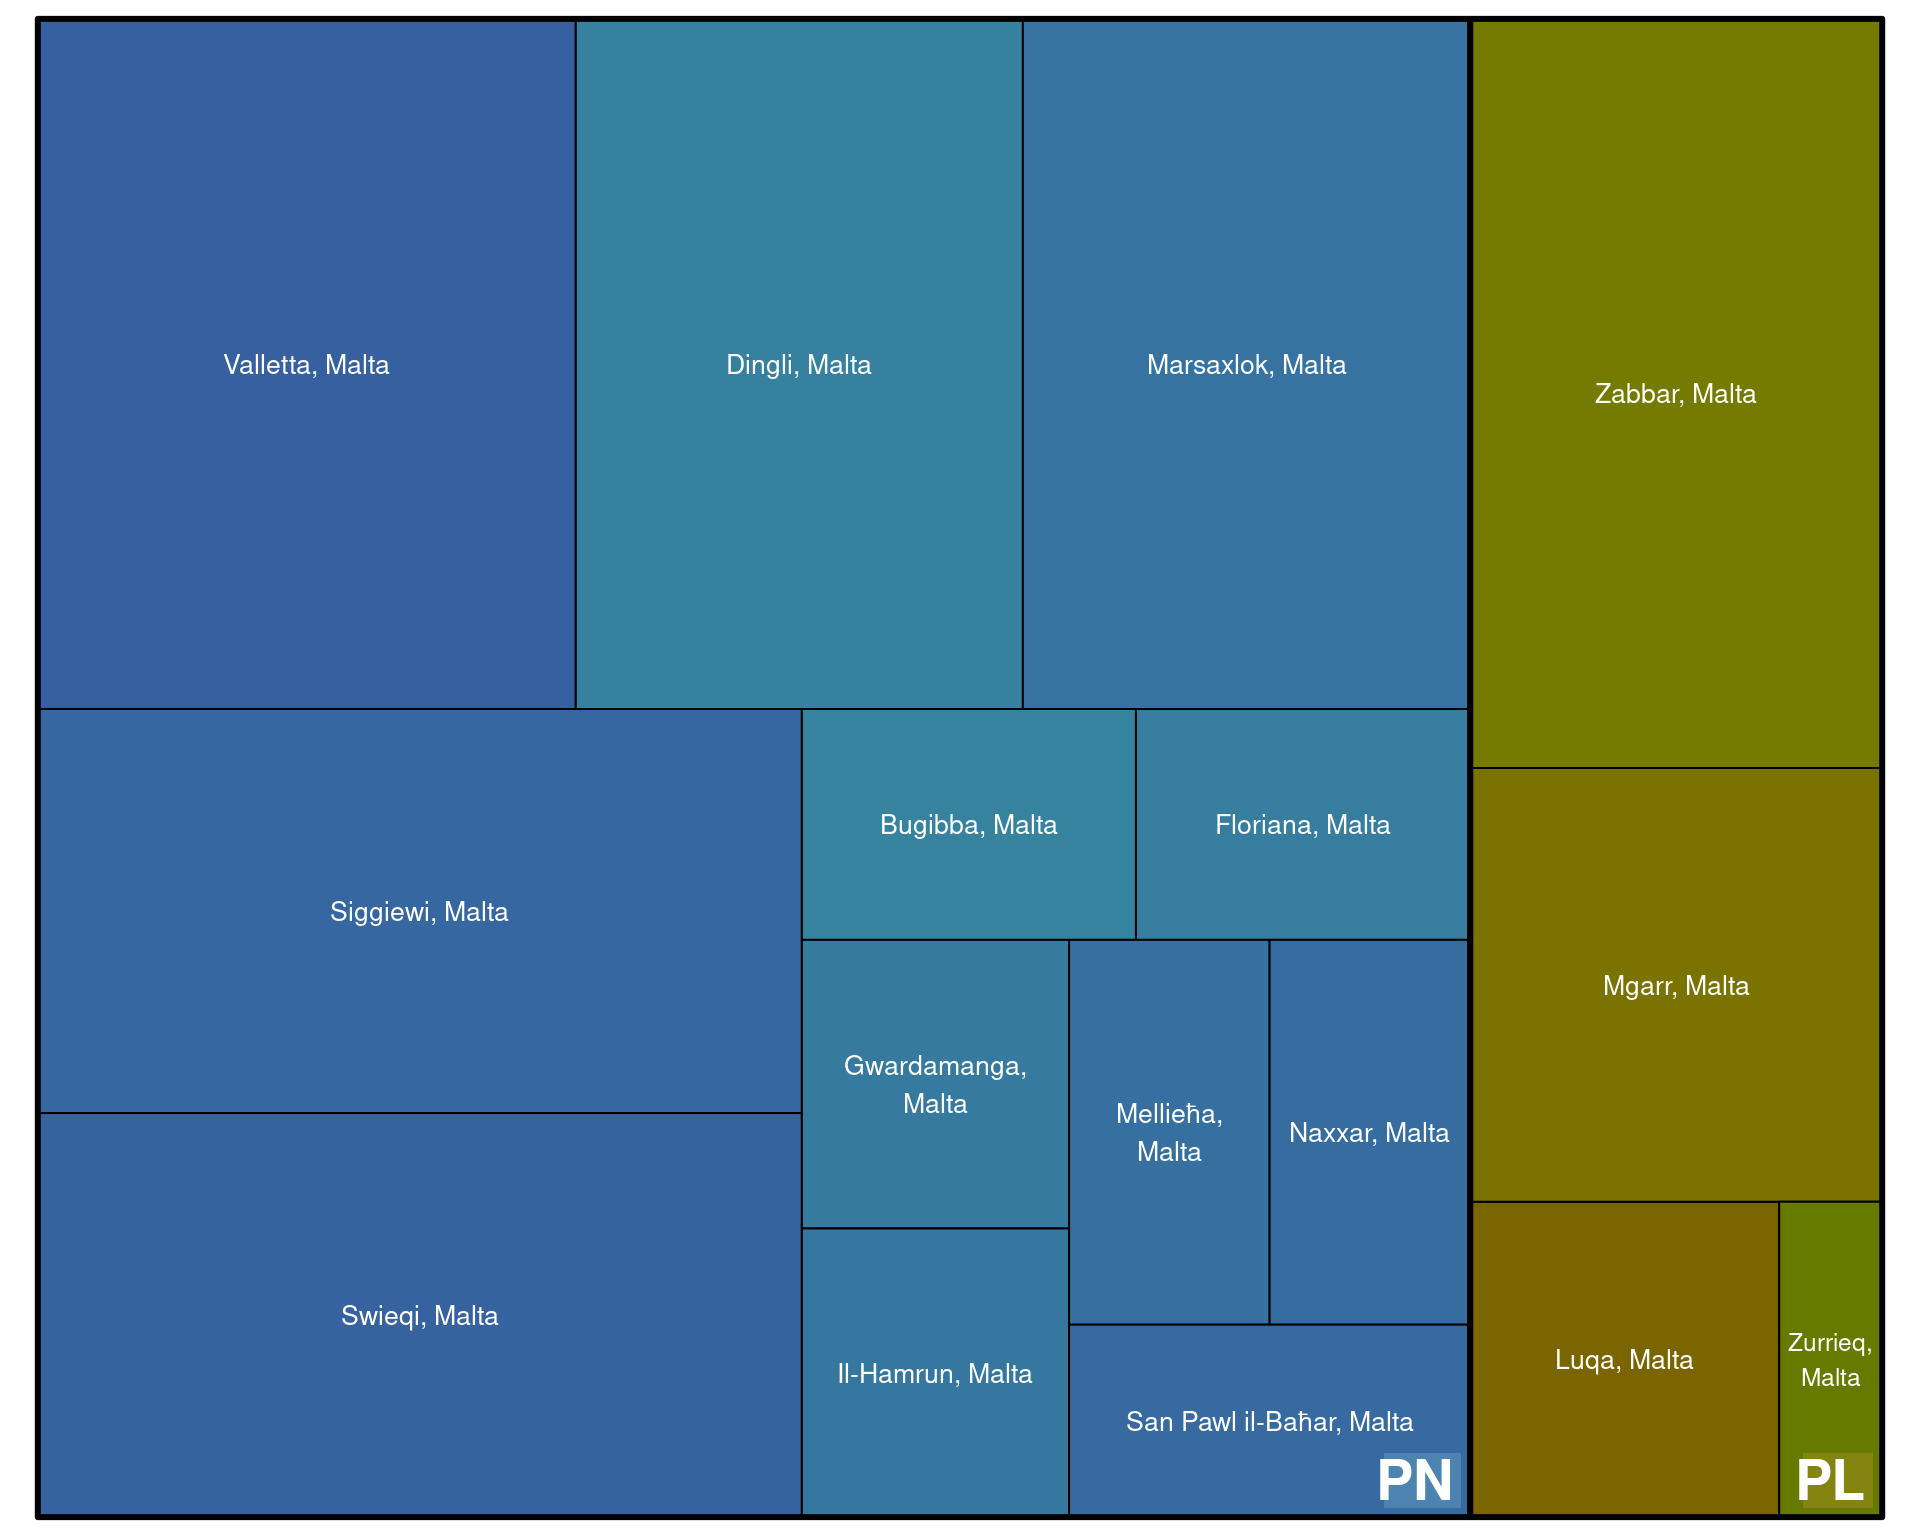 Valletta, Malta
Dingli, Malta
Marsaxlok, Malta
Zabbar, Malta
Siggiewi, Malta
Bugibba, Malta
Floriana, Malta
Mgarr, Malta
Gwardamanga,
Malta
Mellieħa,
Malta
Naxxar, Malta
Swieqi, Malta
Il-Hamrun, Malta
San Pawl il-Baħar, Malta
Luqa, Malta
Zurrieq,
Malta
PN
PL